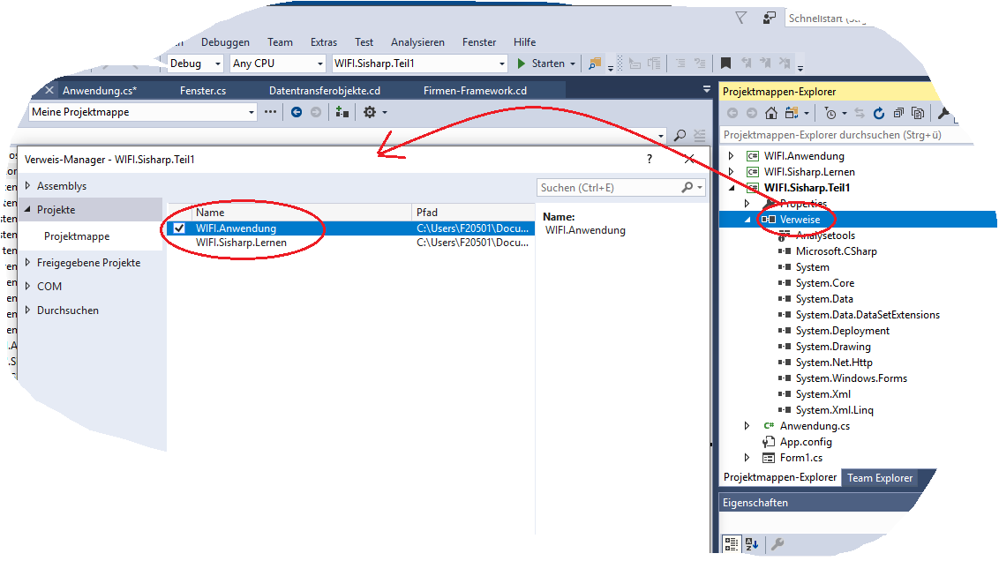 Schnellstart (Strg+
Debuggen Team Extras Test Analysieren Fenster Hilfe
Debug Any CPU WIFI.Sisharp.Teil1 Starten
Anwendung.cs* Fenster.cs Datentransferobjekte.cd Firmen-Framework.cd
Meine Projektmappe
Verweis-Manager - WIFI.Sisharp.Teil1 ?
Assemblys
Projekte
Projektmappe
Freigegebene Projekte
COM
Durchsuchen
Suchen (Ctrl+E)
Name Pfad
WIFI.Anwendung C:\Users\F20501\Docu...
WIFI.Sisharp.Lernen C:\Users\F20501\Docu...
Name:
WIFI.Anwendung
Projektmappen-Explorer
Projektmappen-Explorer durchsuchen (Strg+ü)
C# WIFI.Anwendung
C# WIFI.Sisharp.Lernen
C# WIFI.Sisharp.Teil1
Properties
Verweise
Analysetools
Microsoft.CSharp
System
System.Core
System.Data
System.Data.DataSetExtensions
System.Deployment
System.Drawing
System.Net.Http
System.Windows.Forms
System.Xml
System.Xml.Linq
C# Anwendung.cs
App.config
Form1.cs
Projektmappen-Explorer Team Explorer
Eigenschaften